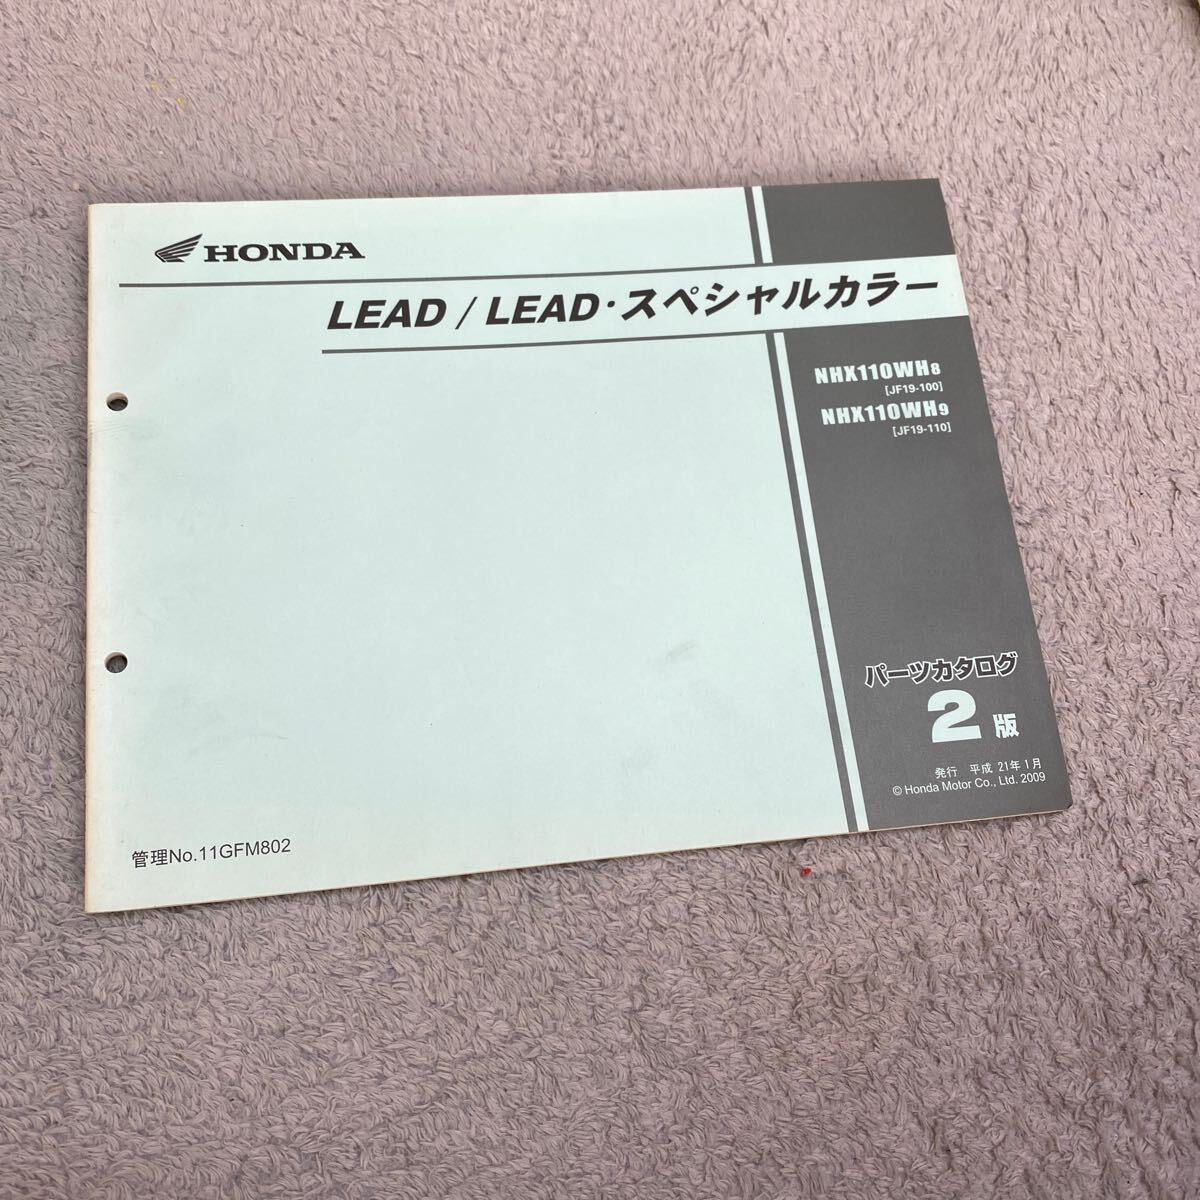 HONDA
LEAD / LEAD・スペシャルカラー
NHX110WH8
[JF19-100]
NHX110WH9
[JF19-110]
パーツカタログ
2版
発行 平成 21年 1月
© Honda Motor Co., Ltd. 2009
管理No.11GFM802